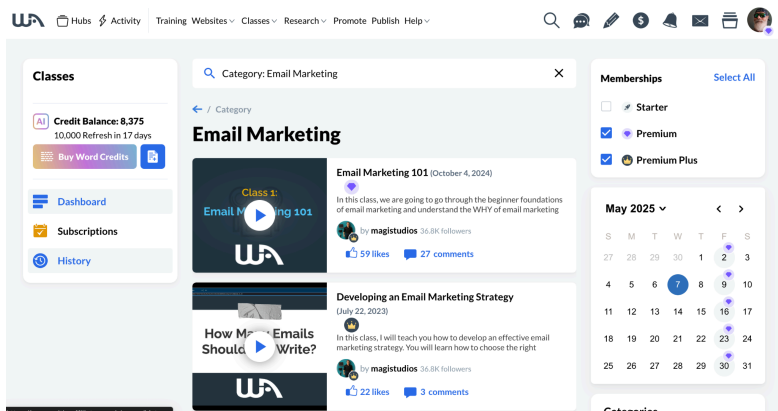 WA Hubs Activity Training Websites Classes Research Promote Publish Help
Classes
AI Credit Balance: 8,375
10,000 Refresh in 17 days
Buy Word Credits
Dashboard
Subscriptions
History
Category: Email Marketing
/ Category
Email Marketing
Class 1:
Email M ing 101
WA
Email Marketing 101 (October 4, 2024)
In this class, we are going to go through the beginner foundations
of email marketing and understand the WHY of email marketing
by magistudios 36.8K followers
59 likes 27 comments
How Many Emails
Should Write?
WA
Developing an Email Marketing Strategy
(July 22, 2023)
In this class, I will teach you how to develop an effective email
marketing strategy. You will learn how to choose the right
by magistudios 36.8K followers
22 likes 3 comments
Memberships Select All
Starter
Premium
Premium Plus
May 2025
S M T W T F S
27 28 29 30 1 2 3
4 5 6 7 8 9 10
11 12 13 14 15 16 17
18 19 20 21 22 23 24
25 26 27 28 29 30 31
Categories